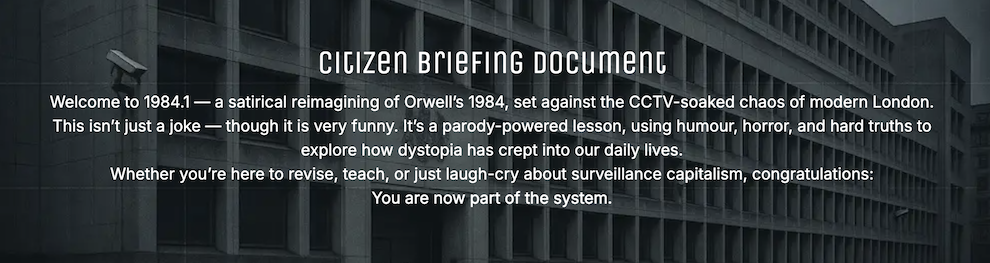 Citizen Briefing Document
Welcome to 1984.1 — a satirical reimagining of Orwell's 1984, set against the CCTV-soaked chaos of modern London.
This isn't just a joke — though it is very funny. It's a parody-powered lesson, using humour, horror, and hard truths to
explore how dystopia has crept into our daily lives.
Whether you're here to revise, teach, or just laugh-cry about surveillance capitalism, congratulations:
You are now part of the system.